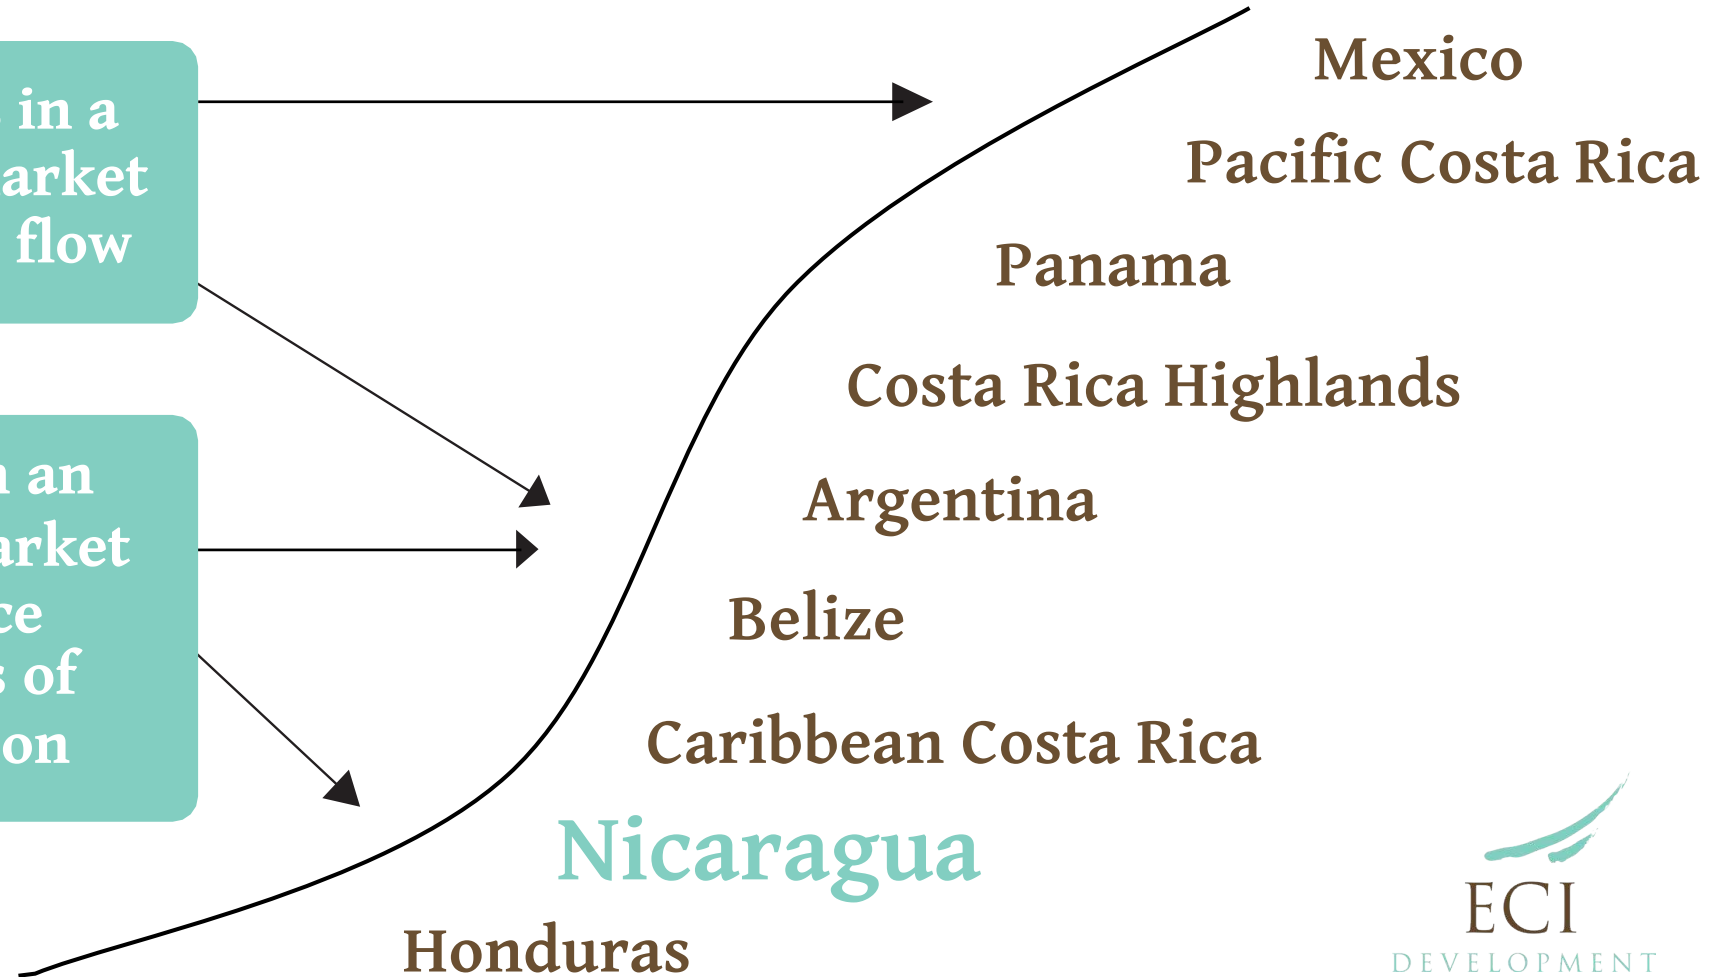 in a
arket
flow
an
arket
ce
s of
on
Mexico
Pacific Costa Rica
Panama
Costa Rica Highlands
Argentina
Belize
Caribbean Costa Rica
Nicaragua
Honduras
ECI
DEVELOPMENT